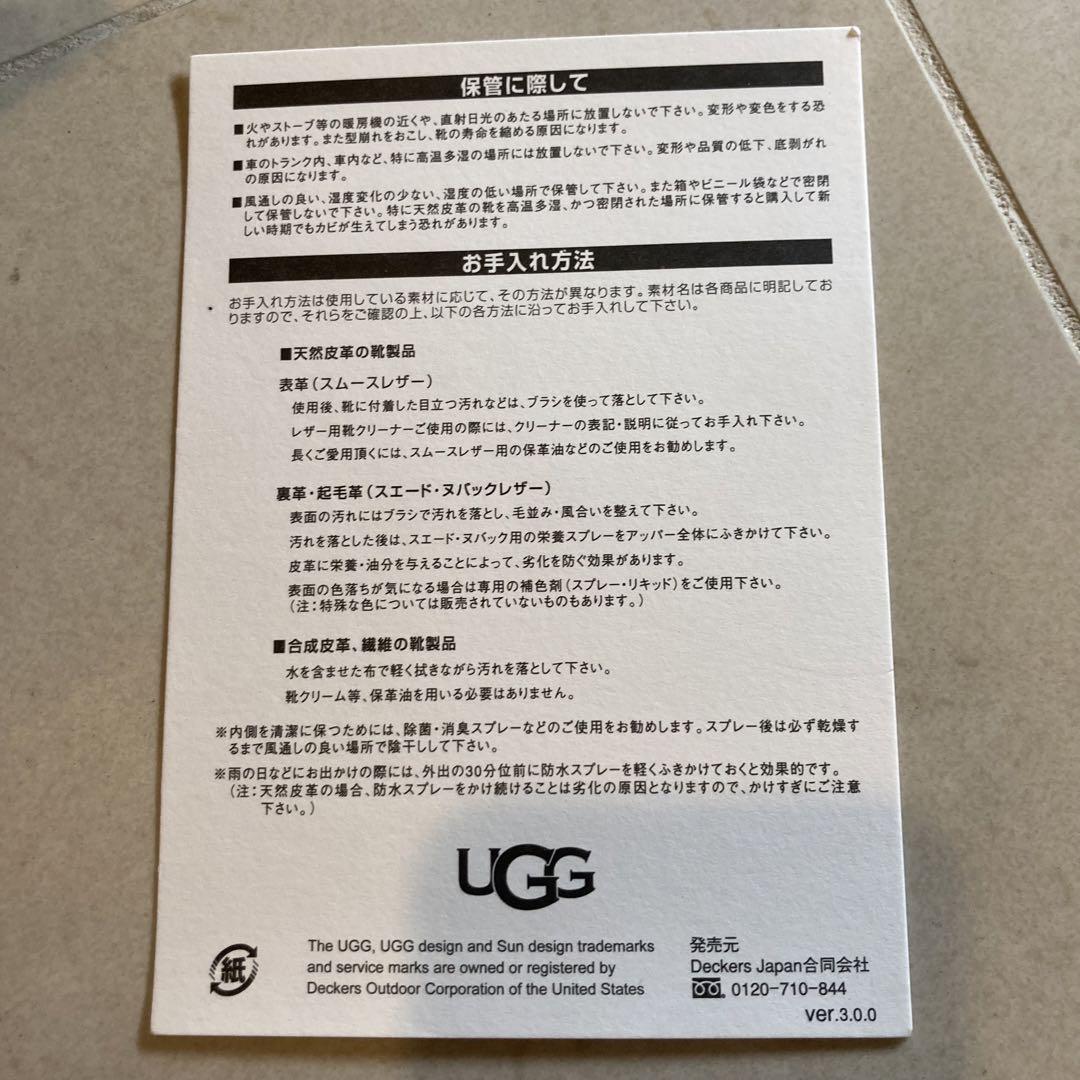 保管に際して
■火やストーブ等の暖房機の近くや、直射日光のあたる場所に放置しないで下さい。変形や変色をする恐
れがあります。また型崩れをおこし、靴の寿命を縮める原因になります。
■車のトランク内、車内など、特に高温多湿の場所には放置しないで下さい。変形や品質の低下、底剥がれ
の原因になります。
■風通しの良い、湿度変化の少ない、湿度の低い場所で保管して下さい。また箱やビニール袋などで密閉
して保管しないで下さい。特に天然皮革の靴を高温多湿、かつ密閉された場所に保管すると購入して新
しい時期でもカビが生えてしまう恐れがあります。
お手入れ方法
お手入れ方法は使用している素材に応じて、その方法が異なります。素材名は各商品に明記してお
りますので、それらをご確認の上、以下の各方法に沿ってお手入れして下さい。
■天然皮革の靴製品
表革(スムースレザー)
使用後、靴に付着した目立つ汚れなどは、ブラシを使って落として下さい。
レザー用靴クリーナーご使用の際には、クリーナーの表記・説明に従ってお手入れ下さい。
長くご愛用頂くには、スムースレザー用の保革油などのご使用をお勧めします。
裏革・起毛革(スエード・ヌバックレザー)
表面の汚れにはブラシで汚れを落とし、毛並み・風合いを整えて下さい。
汚れを落とした後は、スエード・ヌバック用の栄養スプレーをアッパー全体にふきかけて下さい。
皮革に栄養・油分を与えることによって、劣化を防ぐ効果があります。
表面の色落ちが気になる場合は専用の補色剤(スプレー・リキッド)をご使用下さい。
(注:特殊な色については販売されていないものもあります。)
■合成皮革、繊維の靴製品
水を含ませた布で軽く拭きながら汚れを落として下さい。
靴クリーム等、保革油を用いる必要はありません。
※内側を清潔に保つためには、除菌・消臭スプレーなどのご使用をお勧めします。スプレー後は必ず乾燥す
るまで風通しの良い場所で陰干しして下さい。
※雨の日などにお出かけの際には、外出の30分位前に防水スプレーを軽くふきかけておくと効果的です。
(注:天然皮革の場合、防水スプレーをかけ続けることは劣化の原因となりますので、かけすぎにご注意
下さい。)
UGG
紙
The UGG, UGG design and Sun design trademarks
and service marks are owned or registered by
Deckers Outdoor Corporation of the United States
発売元
Deckers Japan合同会社
0120-710-844
ver.3.0.0